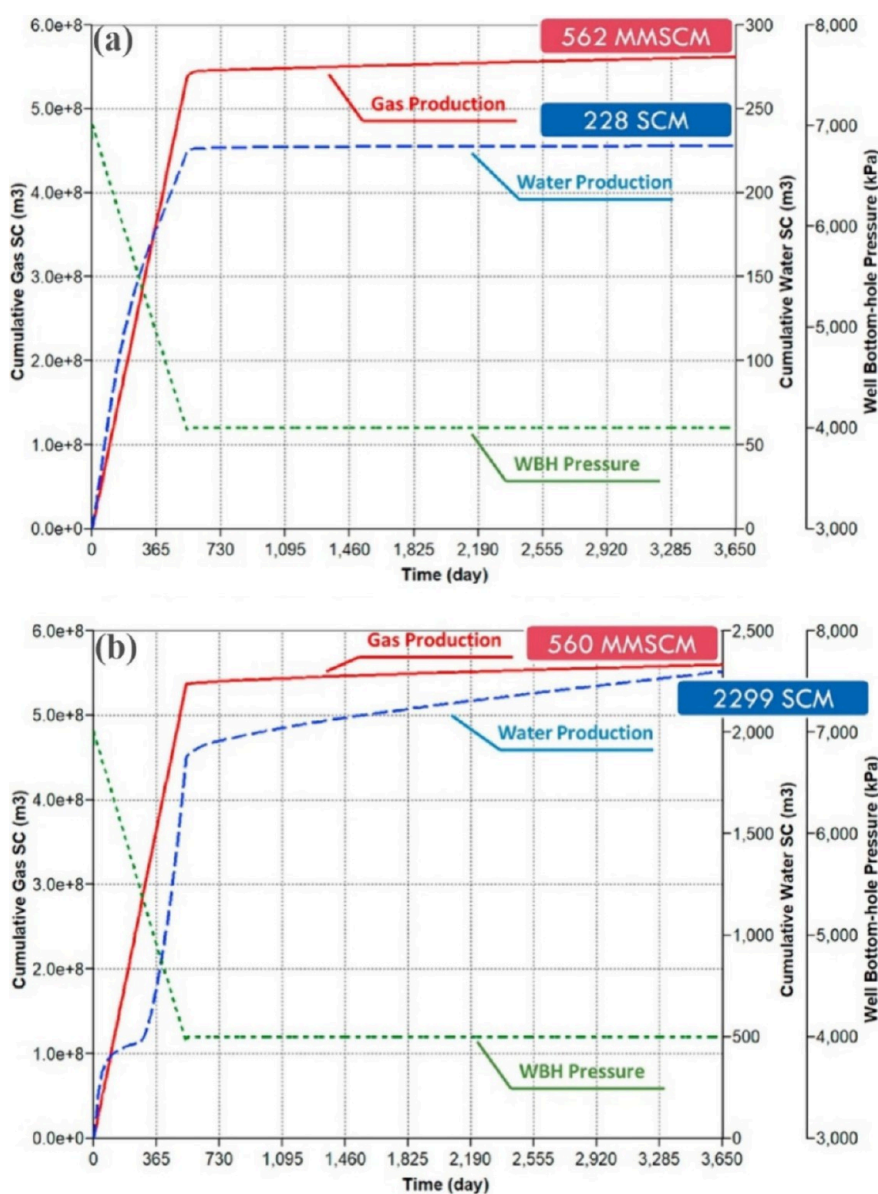 (a)
562 MMSCM
Gas Production
228 SCM
Water Production
WBH Pressure
Cumulative Gas SC (m3)
6.0e+8
5.0e+8
4.0e+8
3.0e+8
2.0e+8
1.0e+8
0.0e+0
300
250
200
150
100
50
0
Cumulative Water SC (m3)
8,000
7,000
6,000
5,000
4,000
3,000
Well Bottom-hole Pressure (kPa)
0 365 730 1,095 1,460 1,825 2,190 2,555 2,920 3,285 3,650
Time (day)
(b)
Gas Production
560 MMSCM
2299 SCM
Water Production
WBH Pressure
Cumulative Gas SC (m3)
6.0e+8
5.0e+8
4.0e+8
3.0e+8
2.0e+8
1.0e+8
0.0e+0
2,500
2,000
1,500
1,000
500
0
Cumulative Water SC (m3)
8,000
7,000
6,000
5,000
4,000
3,000
Well Bottom-hole Pressure (kPa)
0 365 730 1,095 1,460 1,825 2,190 2,555 2,920 3,285 3,650
Time (day)